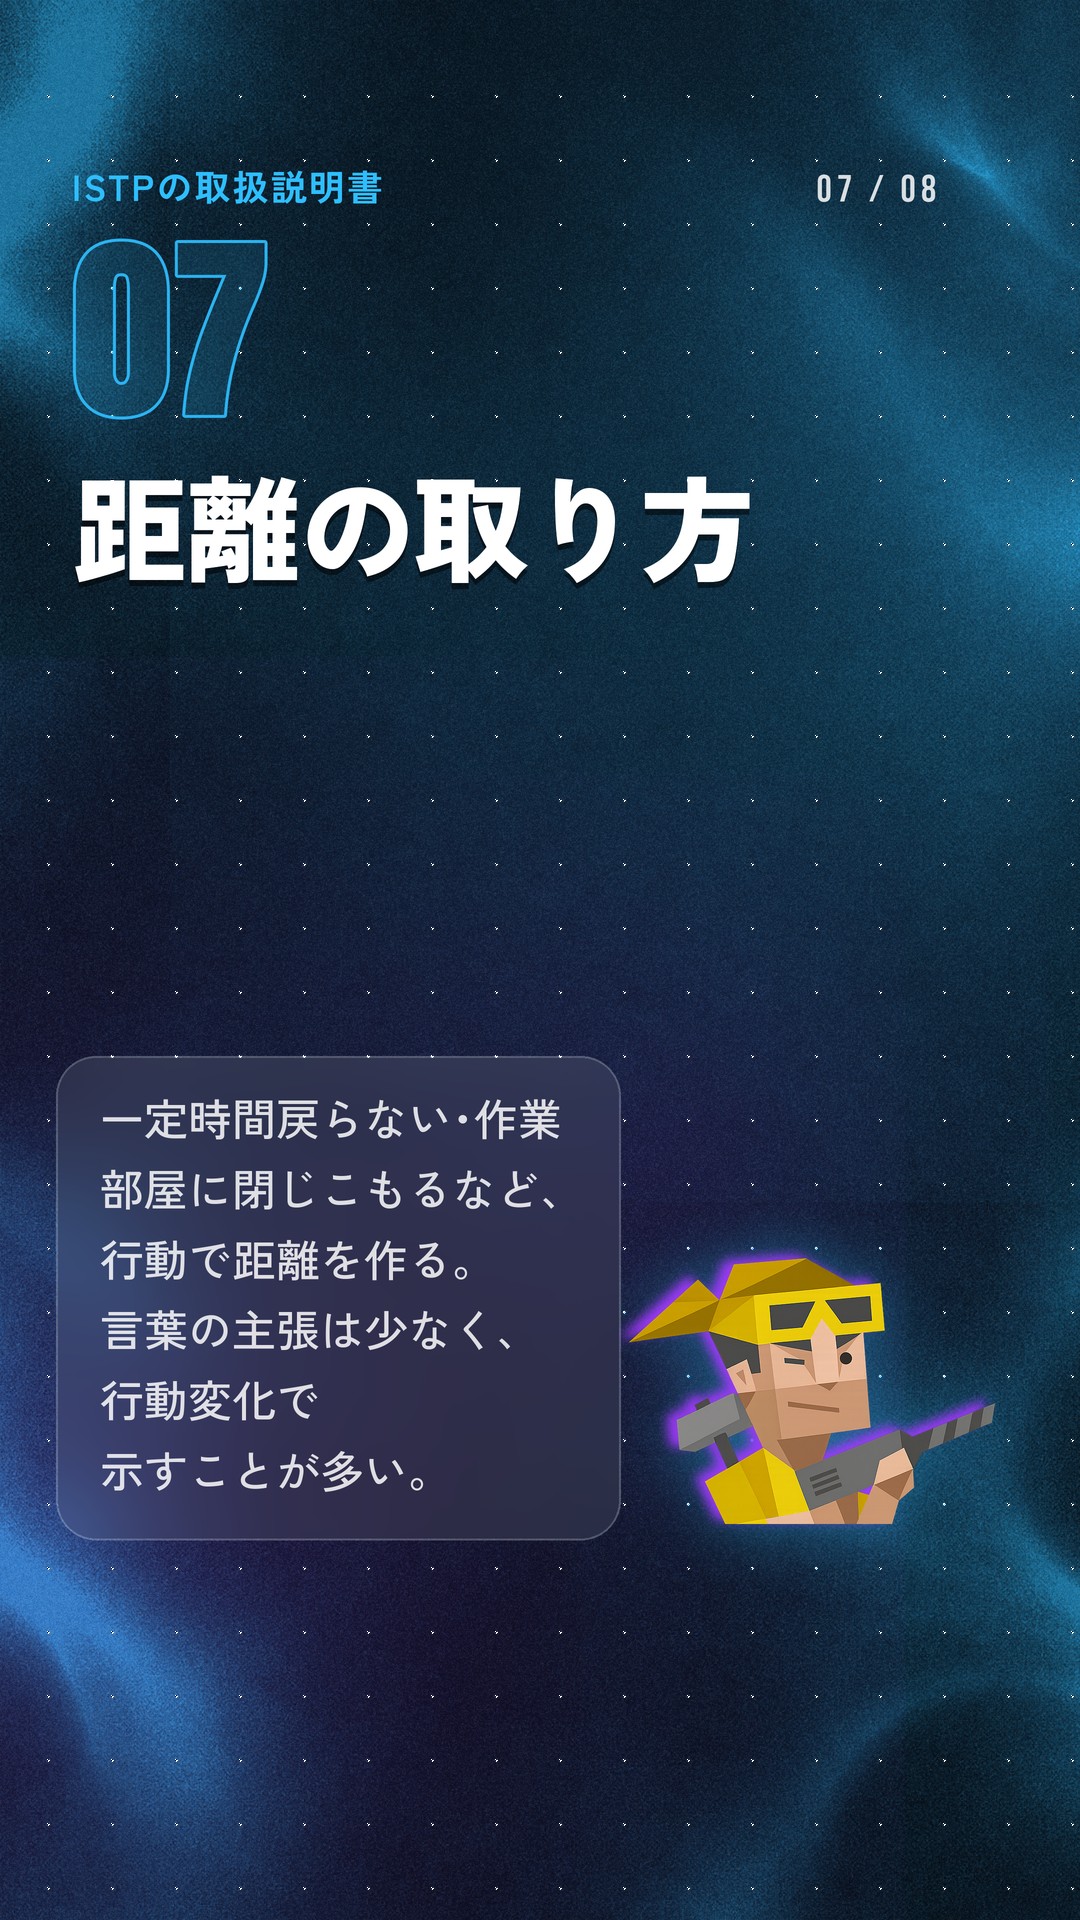 ISTPの取扱説明書
07 / 08
07
距離の取り方
一定時間戻らない・作業
部屋に閉じこもるなど、
行動で距離を作る。
言葉の主張は少なく、
行動変化で
示すことが多い。